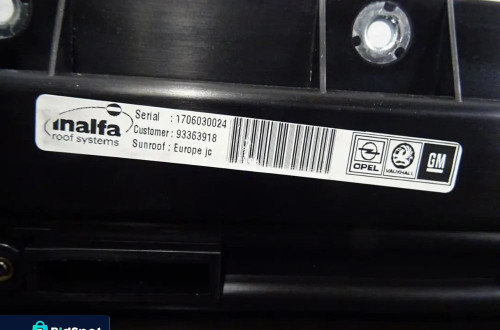 inalfa
roof systems
Serial : 1706030024
Customer : 93363918
Sunroof : Europe jc
OPEL
VAUXHALL
GM
BidSpot